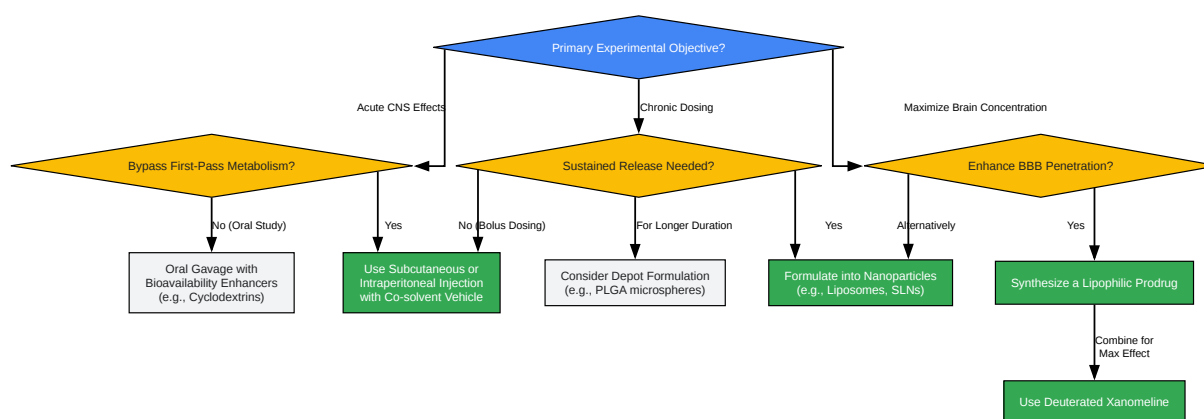 Primary Experimental Objective?
Acute CNS Effects
Chronic Dosing
Maximize Brain Concentration
Bypass First-Pass Metabolism?
Sustained Release Needed?
Enhance BBB Penetration?
No (Oral Study)
Yes
No (Bolus Dosing)
For Longer Duration
Yes
Alternatively
Yes
Oral Gavage with
Bioavailability Enhancers
(e.g., Cyclodextrins)
Use Subcutaneous or
Intraperitoneal Injection
with Co-solvent Vehicle
Consider Depot Formulation
(e.g., PLGA microspheres)
Formulate into Nanoparticles
(e.g., Liposomes, SLNs)
Synthesize a Lipophilic Prodrug
Combine for
Max Effect
Use Deuterated Xanomeline